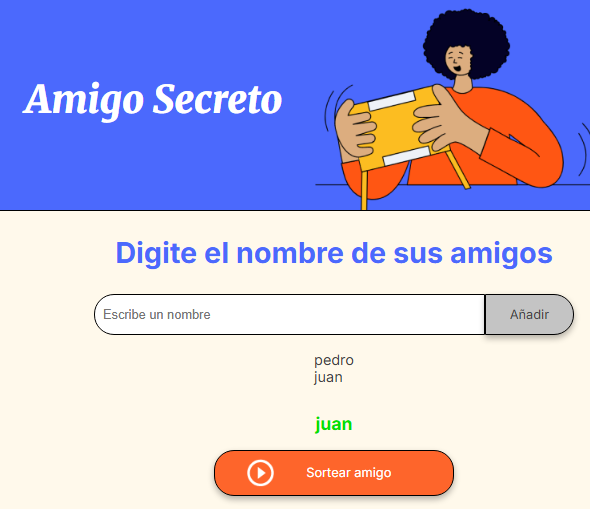 Amigo Secreto
Digite el nombre de sus amigos
Escribe un nombre
Añadir
pedro
juan
juan
Sortear amigo